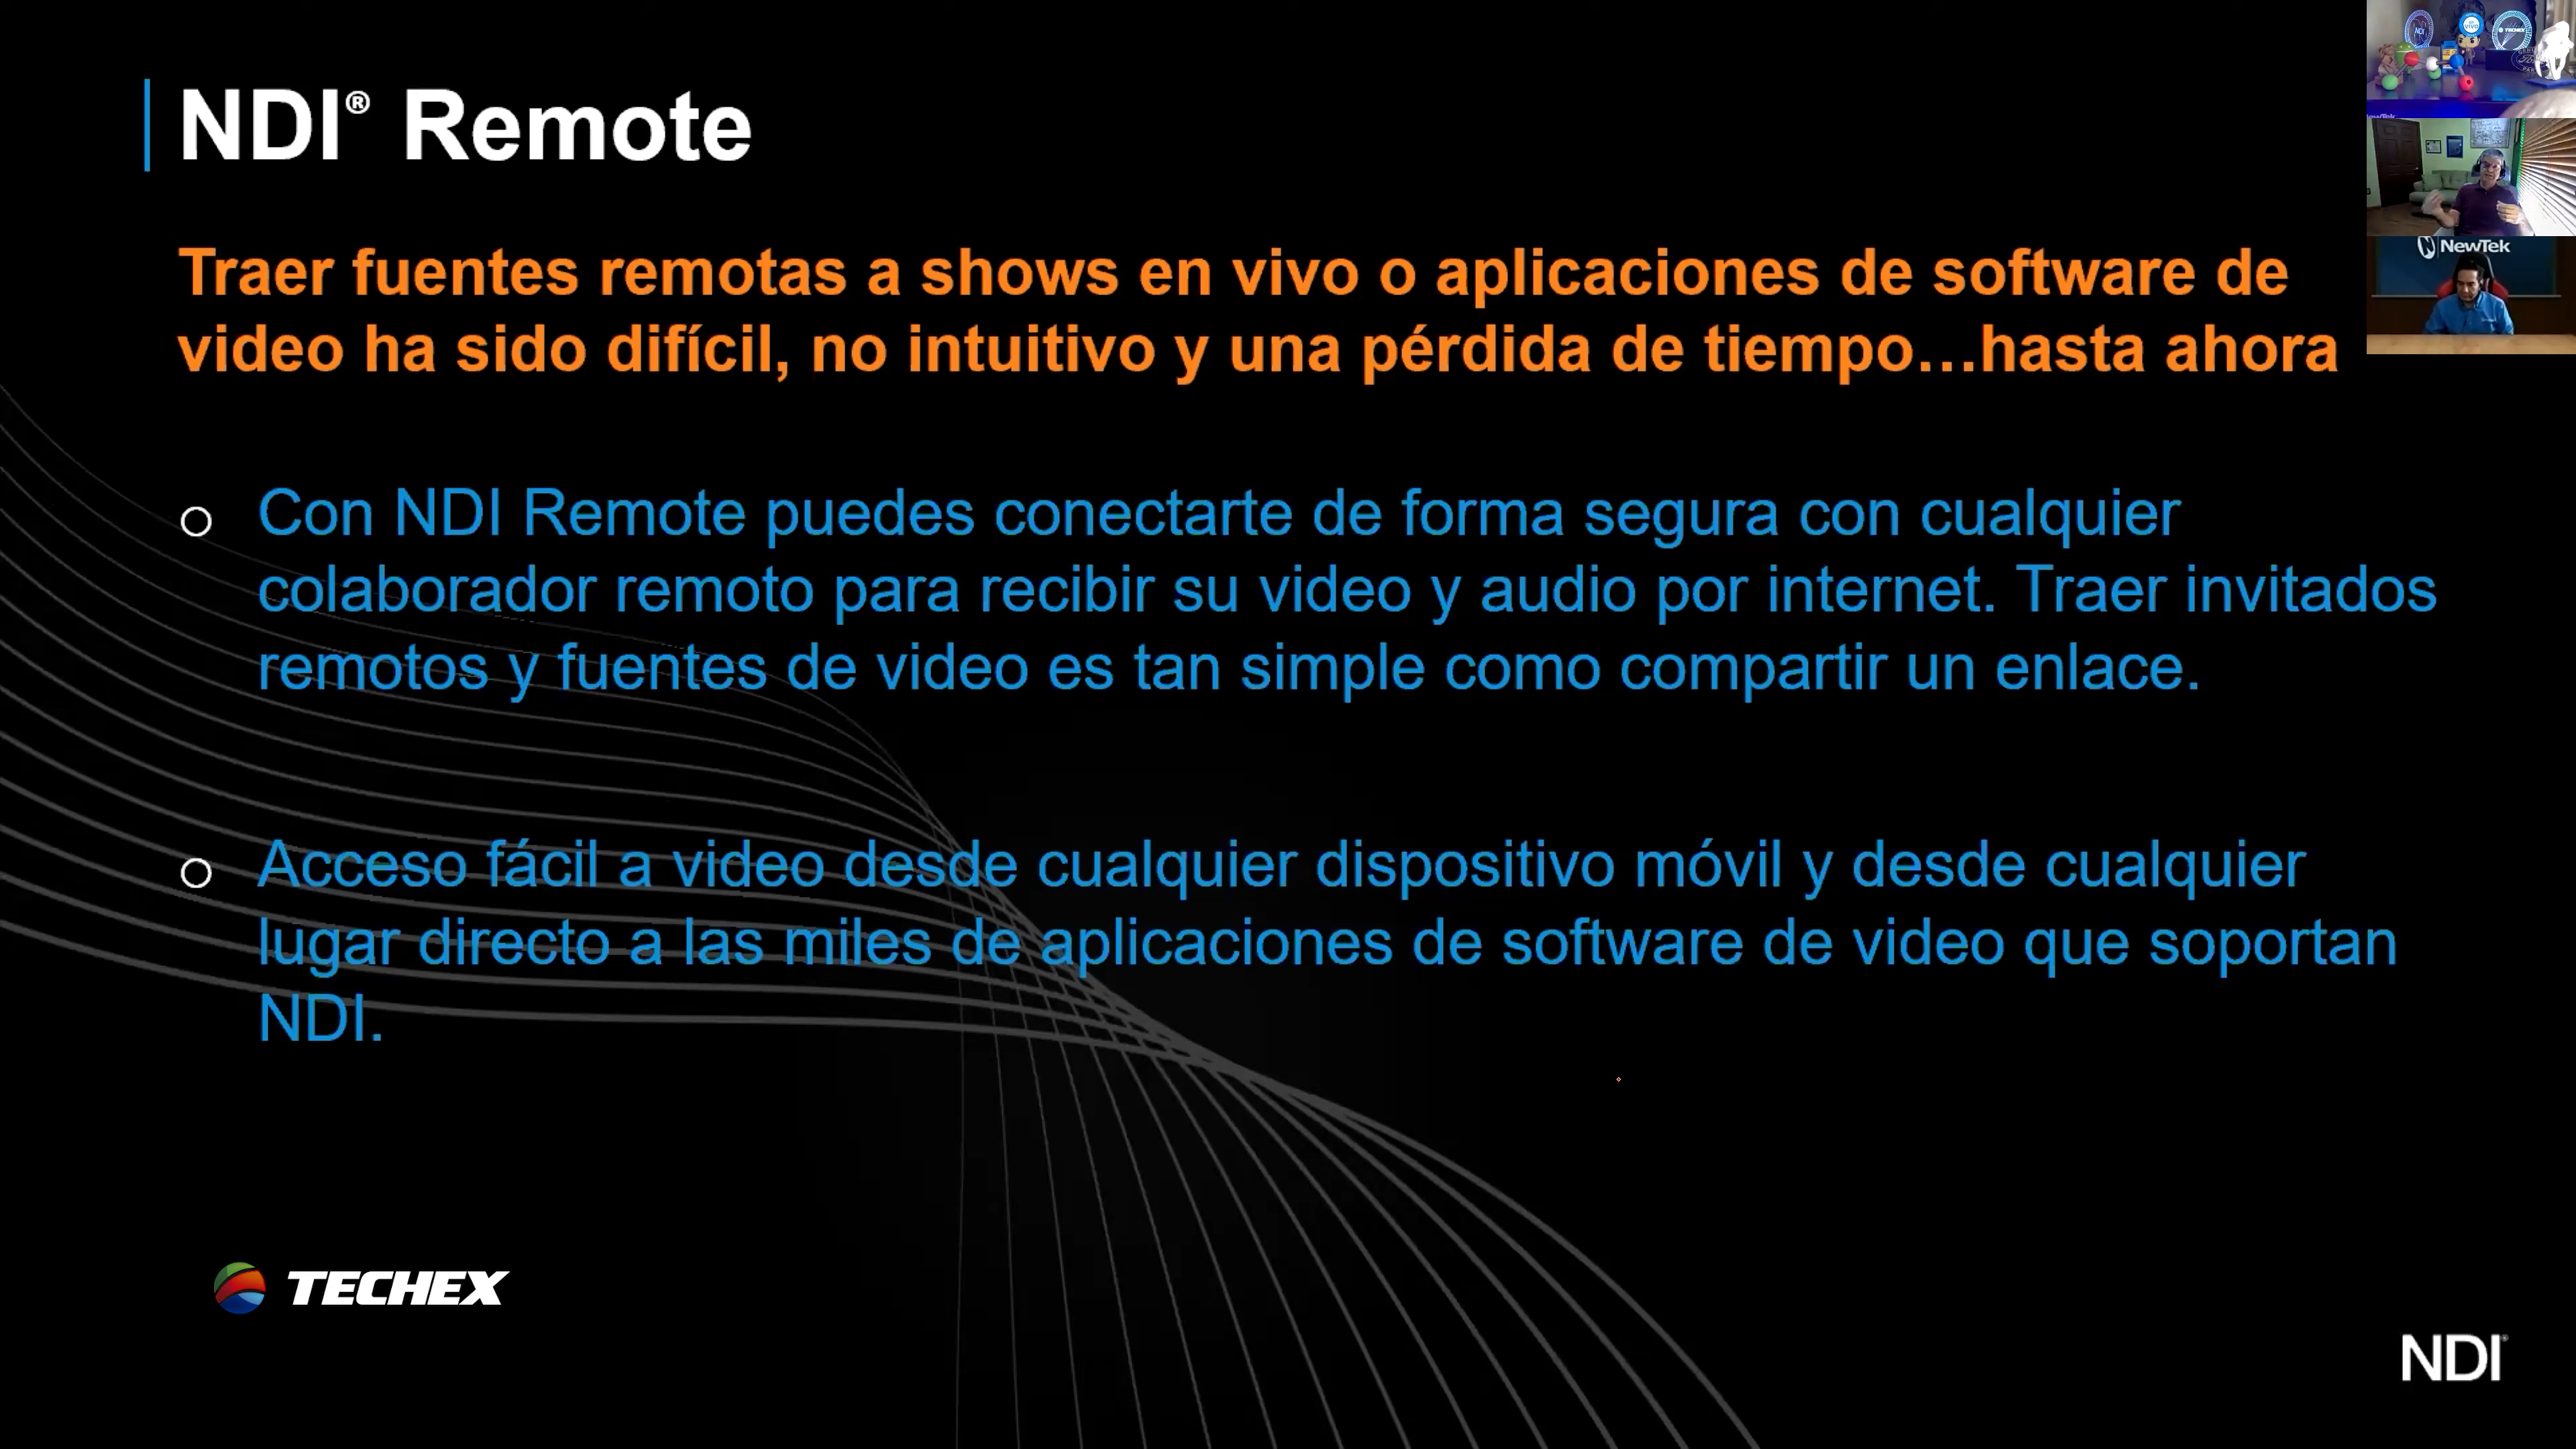 NDI® Remote
Traer fuentes remotas a shows en vivo o aplicaciones de software de
video ha sido difícil, no intuitivo y una pérdida de tiempo…hasta ahora
Con NDI Remote puedes conectarte de forma segura con cualquier
colaborador remoto para recibir su video y audio por internet. Traer invitados
remotos y fuentes de video es tan simple como compartir un enlace.
Acceso fácil a video desde cualquier dispositivo móvil y desde cualquier
lugar directo a las miles de aplicaciones de software de video que soportan
NDI.
TECHEX
NDI
NDI
VIVO
TECHEX
NewTek